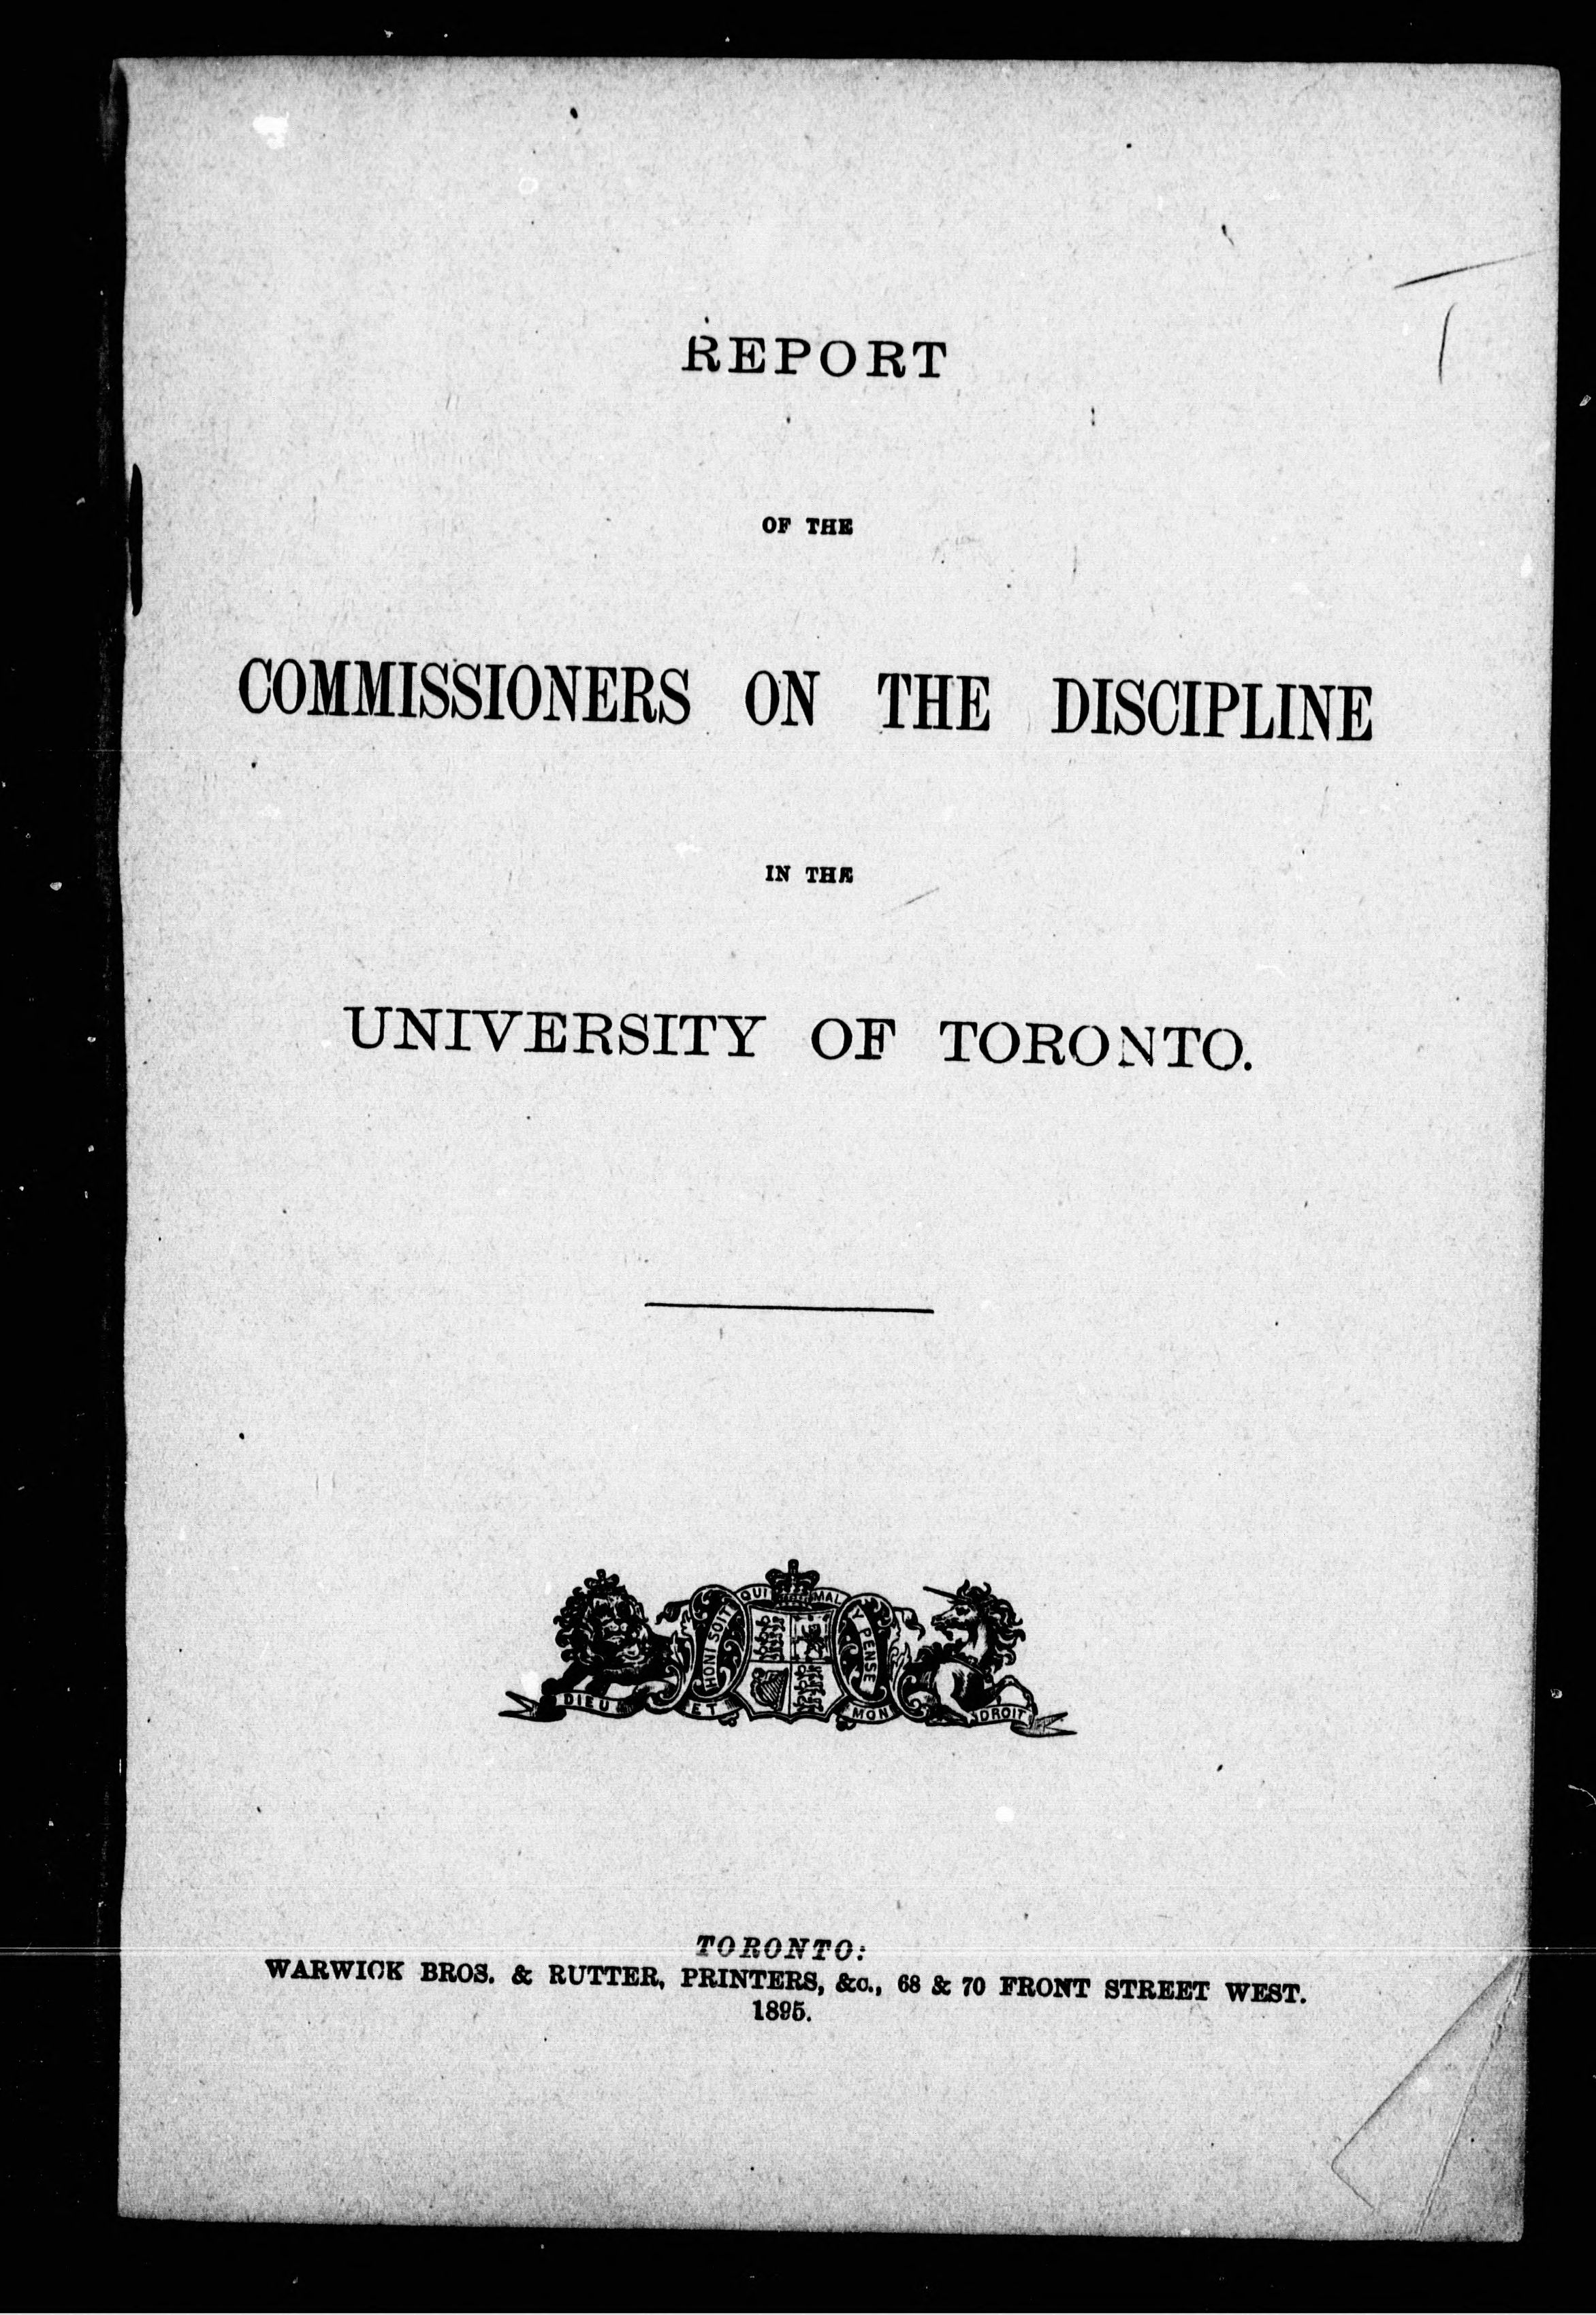 REPORT
OF THE
COMMISSIONERS ON THE DISCIPLINE
IN THE
UNIVERSITY OF TORONTO.
HONI SOIT QUI MAL Y PENSE
DIEU ET MON DROIT
TORONTO:
WARWICK BROS. & RUTTER, PRINTERS, &c., 68 & 70 FRONT STREET WEST.
1895.